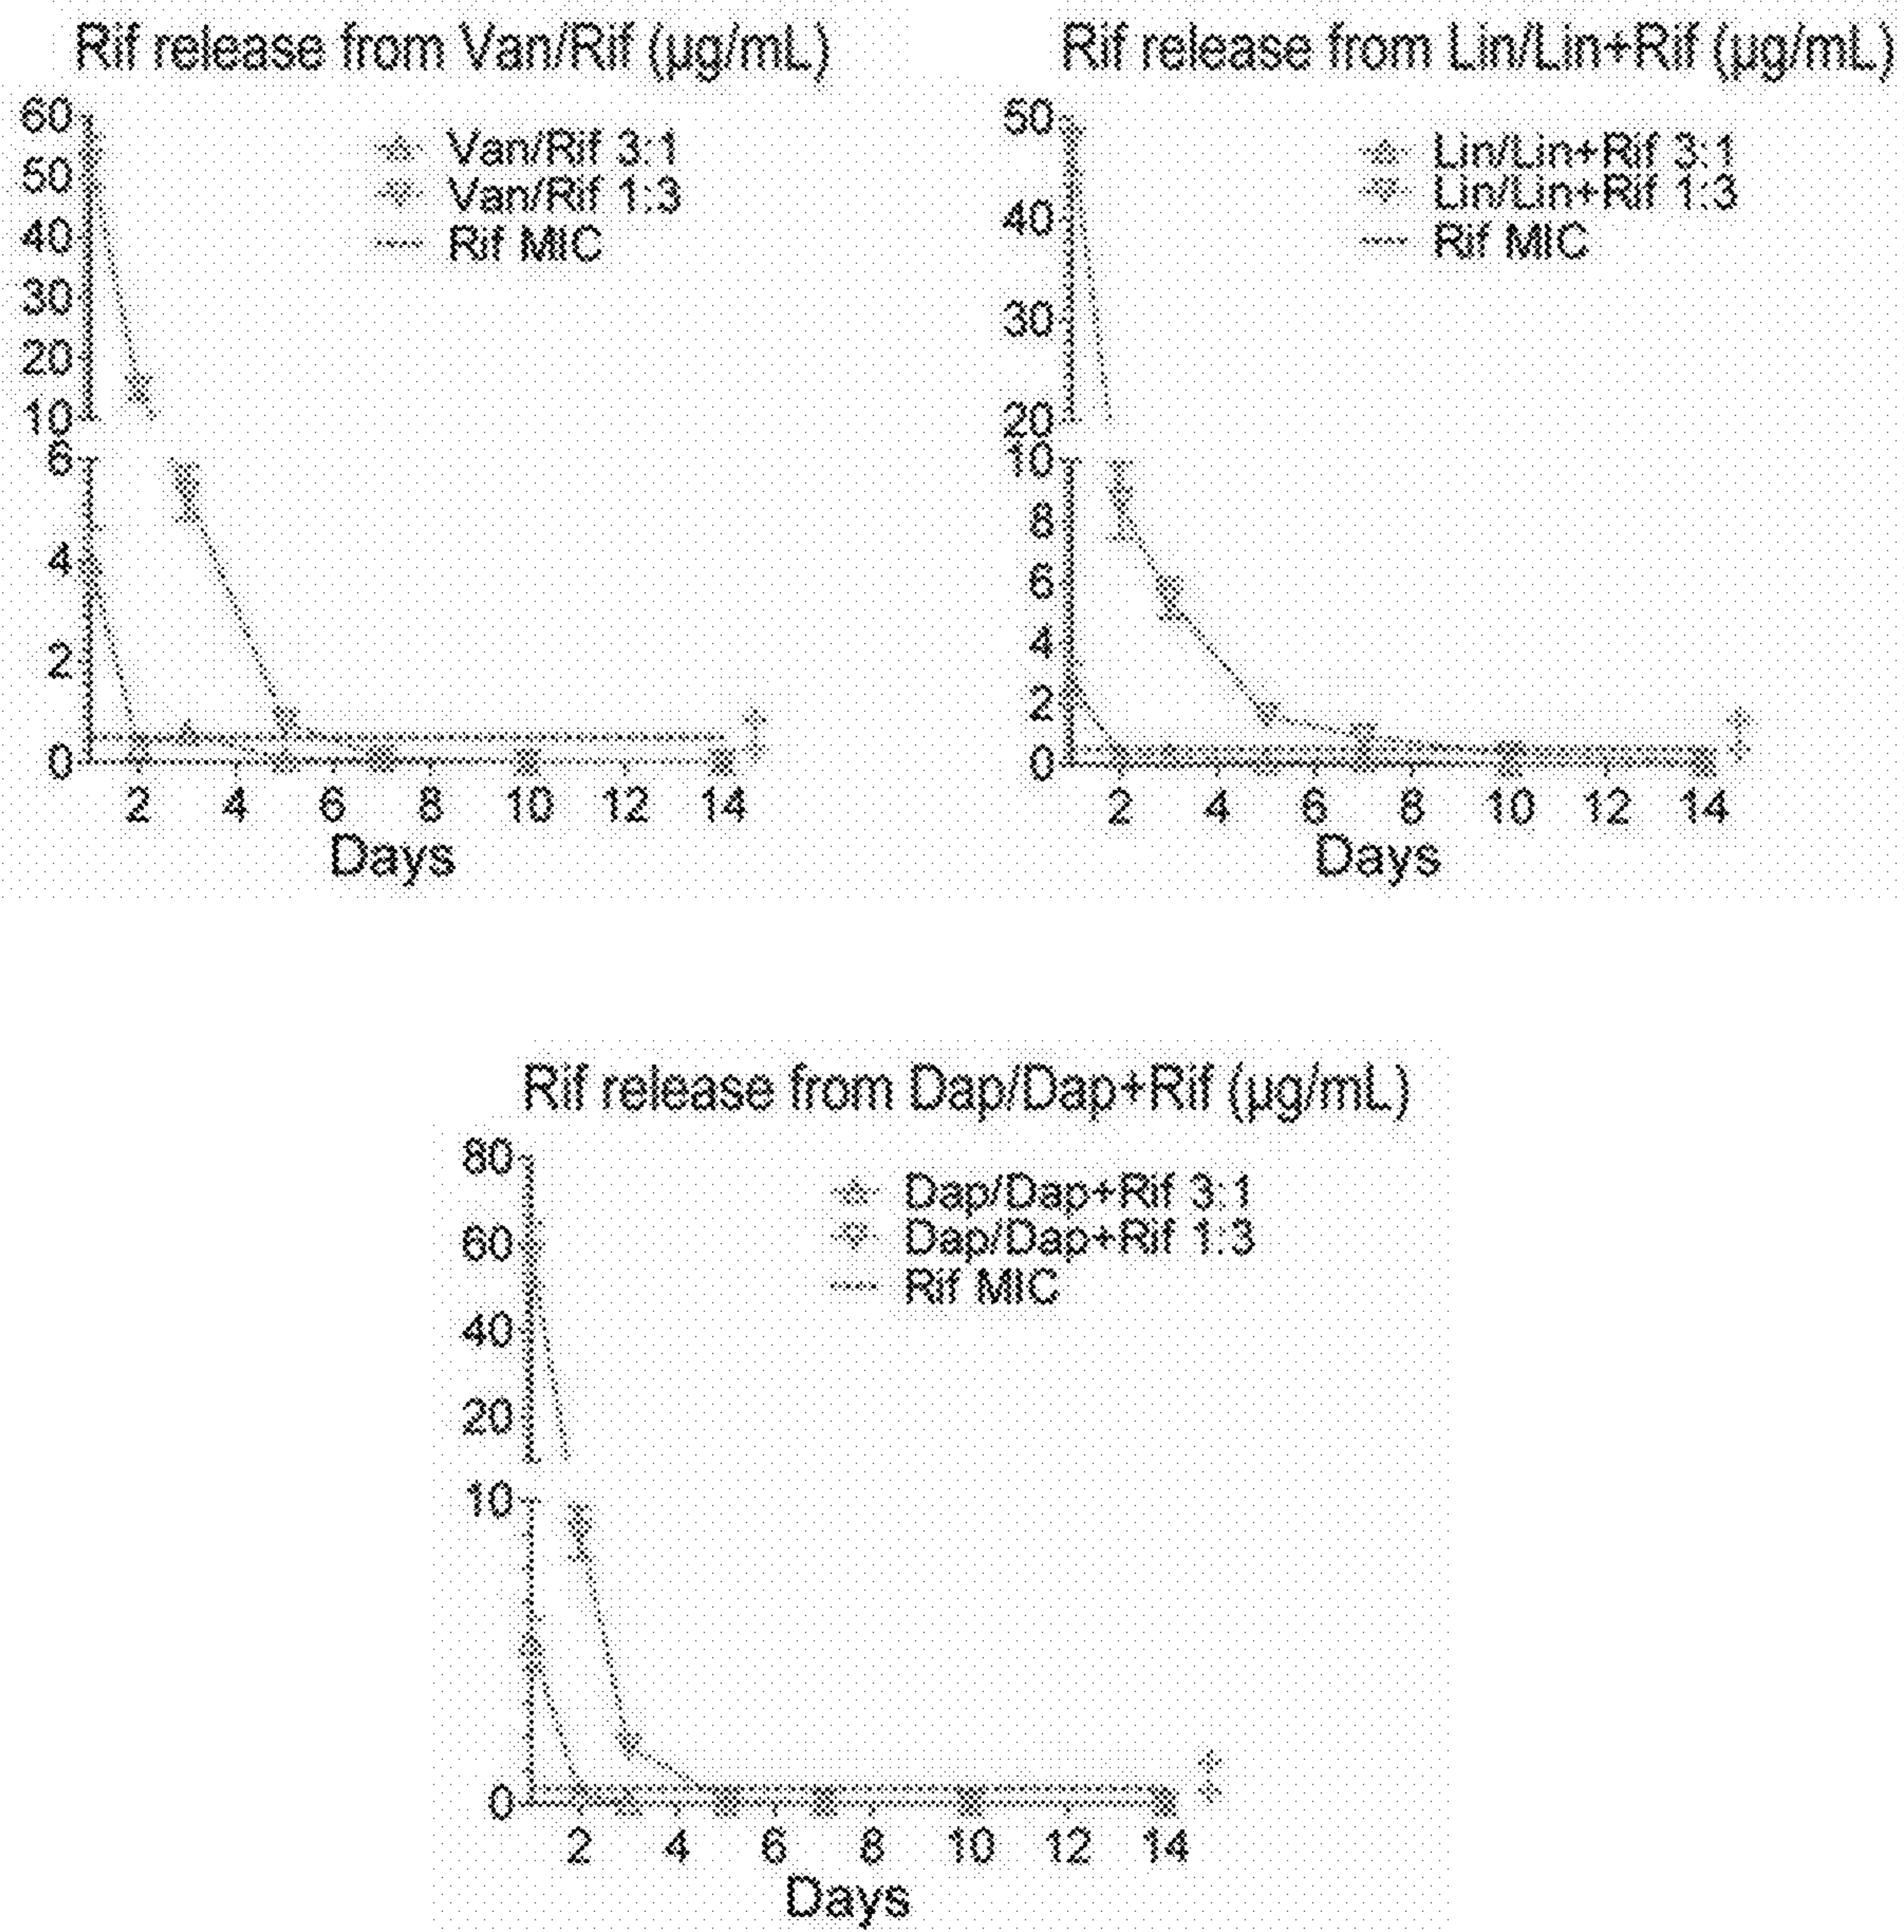 Rif release from Van/Rif (µg/mL)
60
50
40
30
20
10
6
4
2
0
Van/Rif 3:1
Van/Rif 1:3
Rif MIC
2 4 6 8 10 12 14
Days
Rif release from Lin/Lin+Rif (µg/mL)
50
40
30
20
10
8
6
4
2
0
Lin/Lin+Rif 3:1
Lin/Lin+Rif 1:3
Rif MIC
2 4 6 8 10 12 14
Days
Rif release from Dap/Dap+Rif (µg/mL)
80
60
40
20
10
0
Dap/Dap+Rif 3:1
Dap/Dap+Rif 1:3
Rif MIC
2 4 6 8 10 12 14
Days